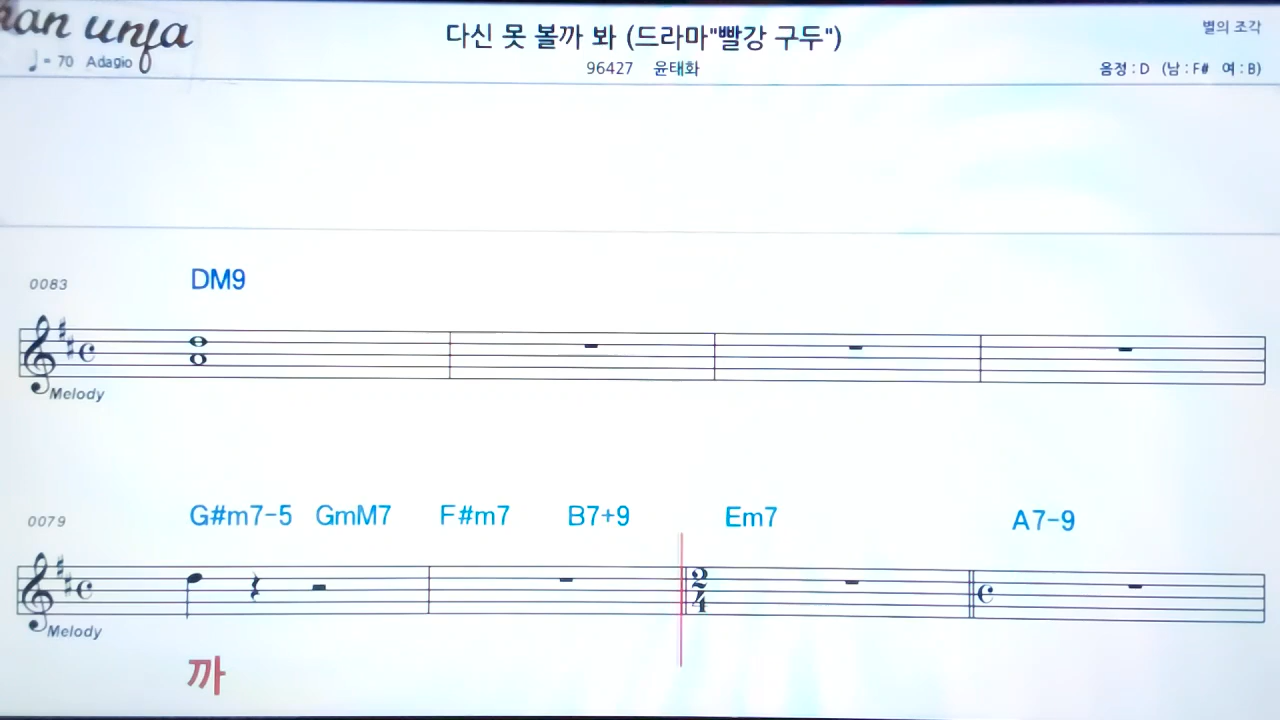 다신 못 볼까 봐 (드라마"빨강 구두")
별의 조각
♩= 70 Adagio
96427 윤태화
음정 : D (남 : F# 여 : B)
0083
DM9
Melody
0079
G#m7-5 GmM7 F#m7 B7+9 Em7 A7-9
2
4
Melody
까